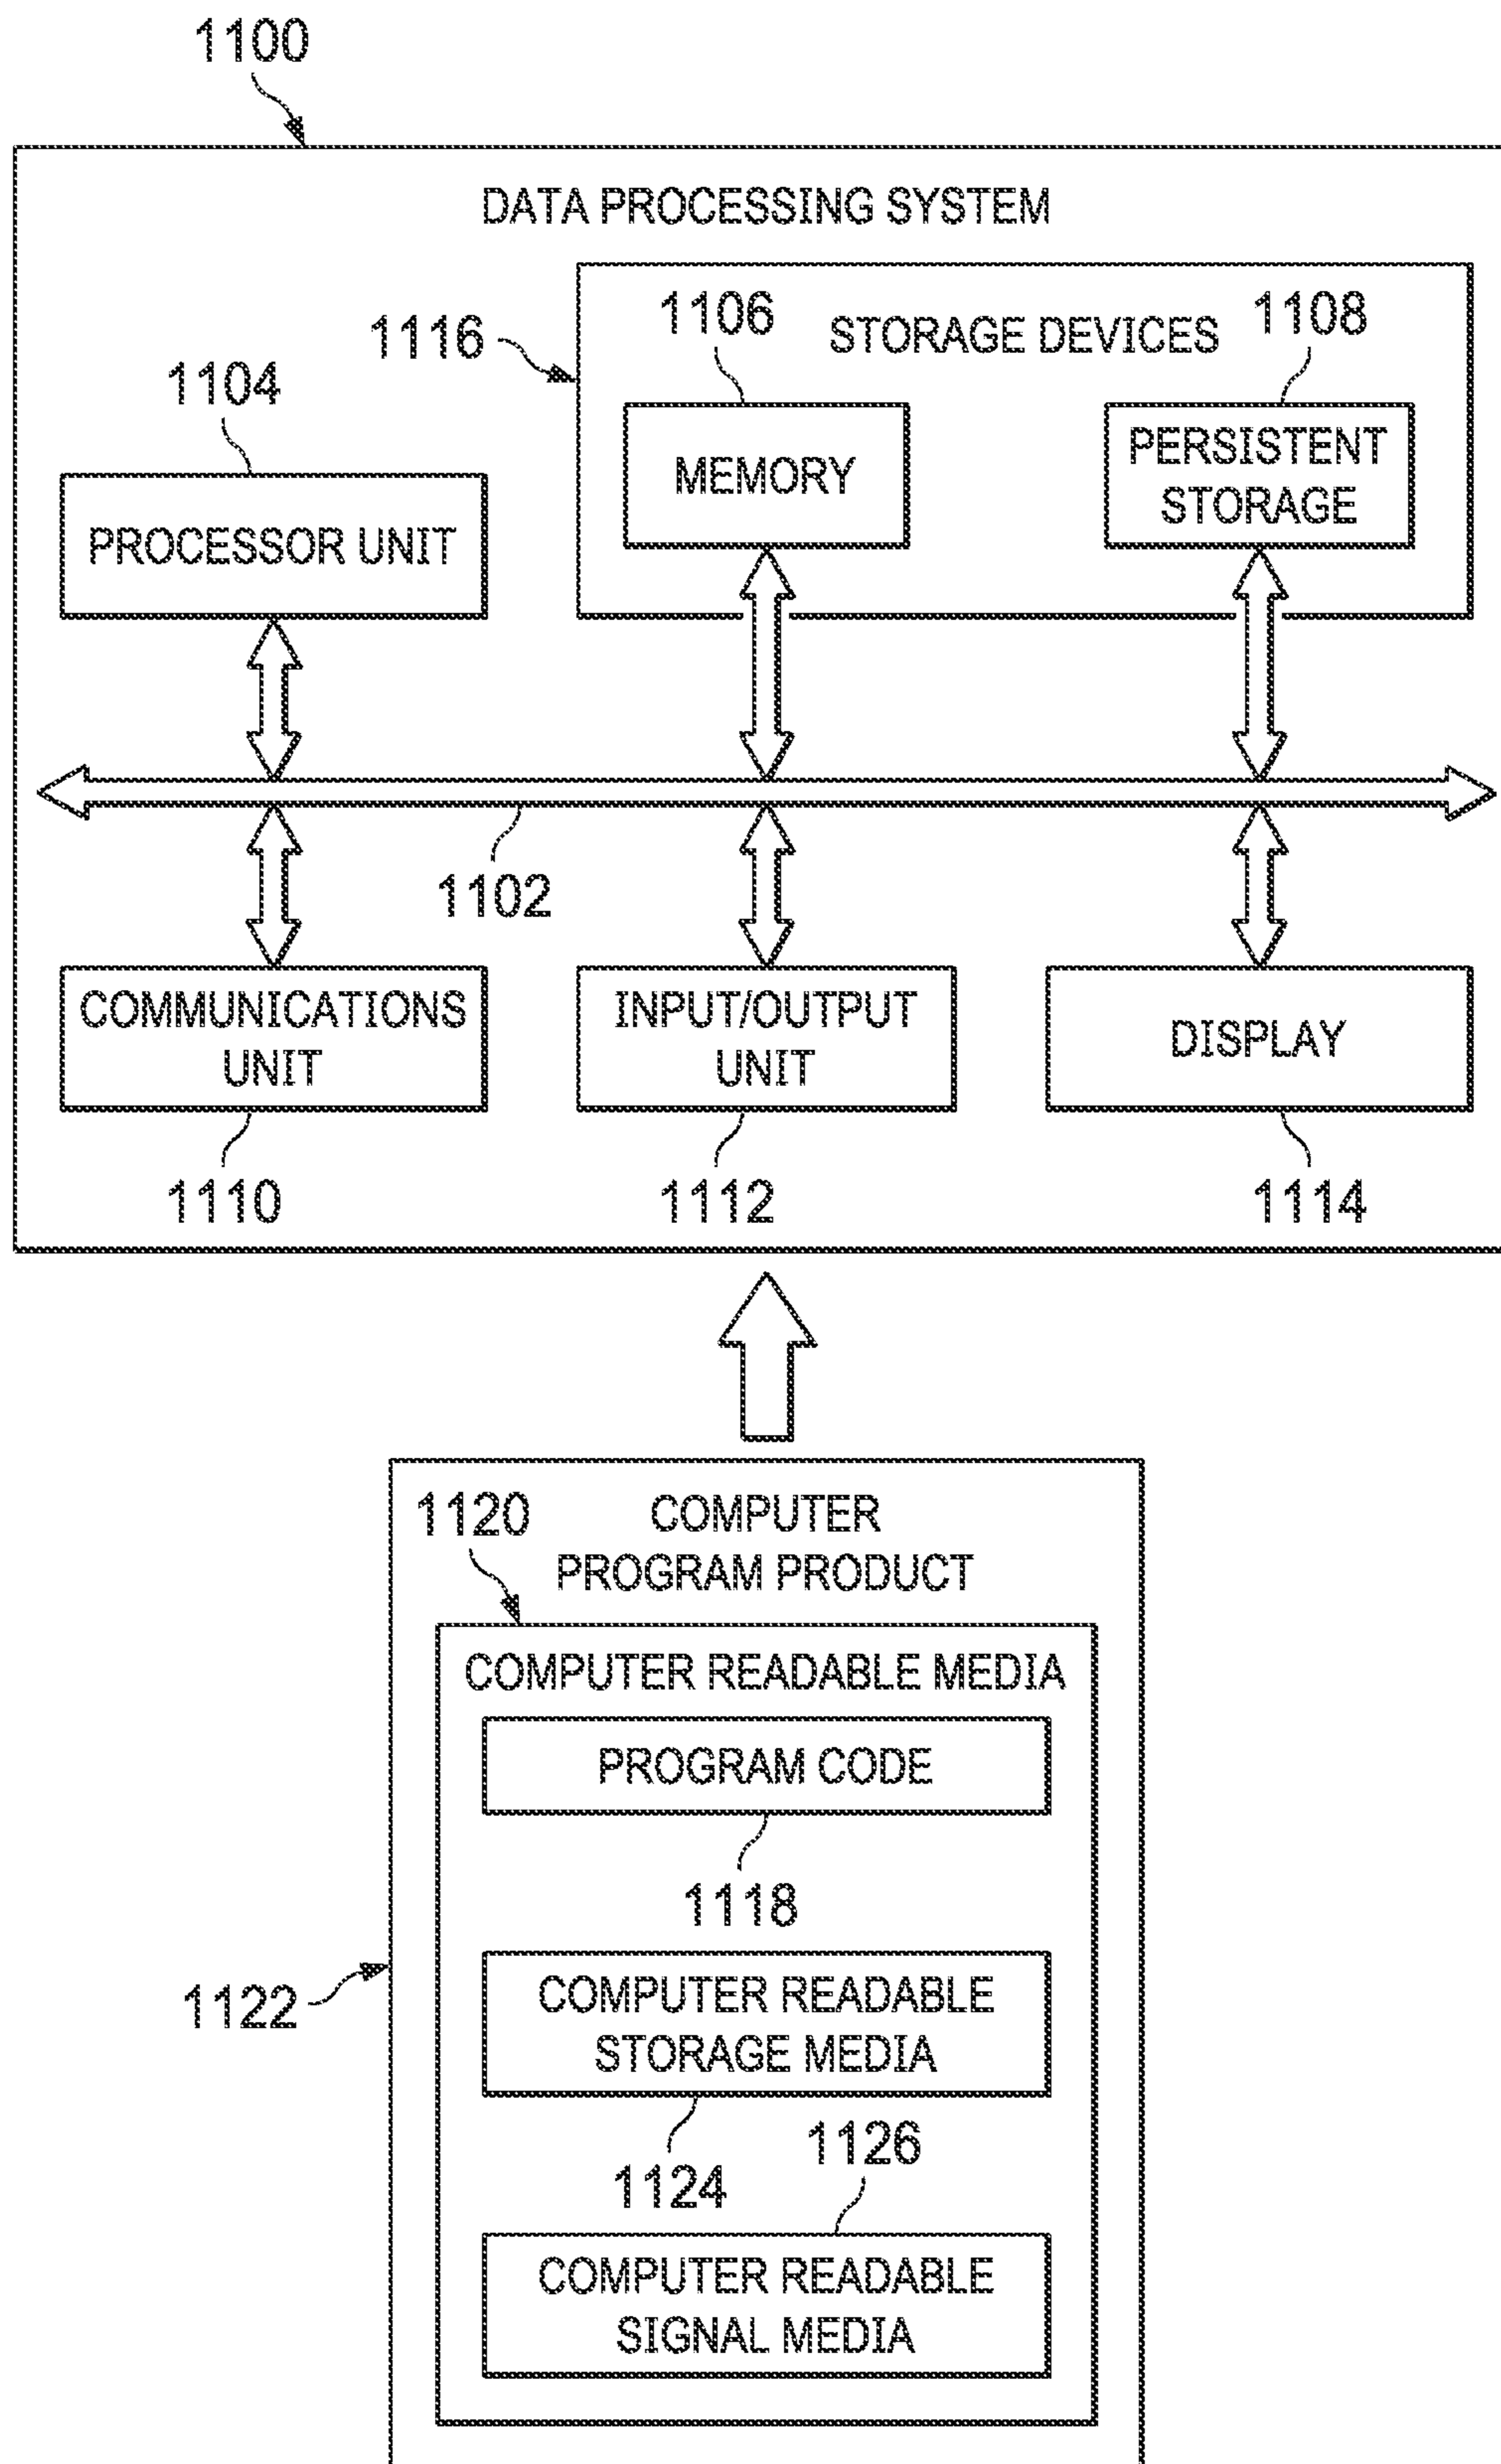 1100
DATA PROCESSING SYSTEM
1116
1106
STORAGE DEVICES
1108
1104
MEMORY
PERSISTENT
STORAGE
PROCESSOR UNIT
1102
COMMUNICATIONS
UNIT
INPUT/OUTPUT
UNIT
DISPLAY
1110
1112
1114
1120
COMPUTER
PROGRAM PRODUCT
COMPUTER READABLE MEDIA
PROGRAM CODE
1118
1122
COMPUTER READABLE
STORAGE MEDIA
1124
1126
COMPUTER READABLE
SIGNAL MEDIA